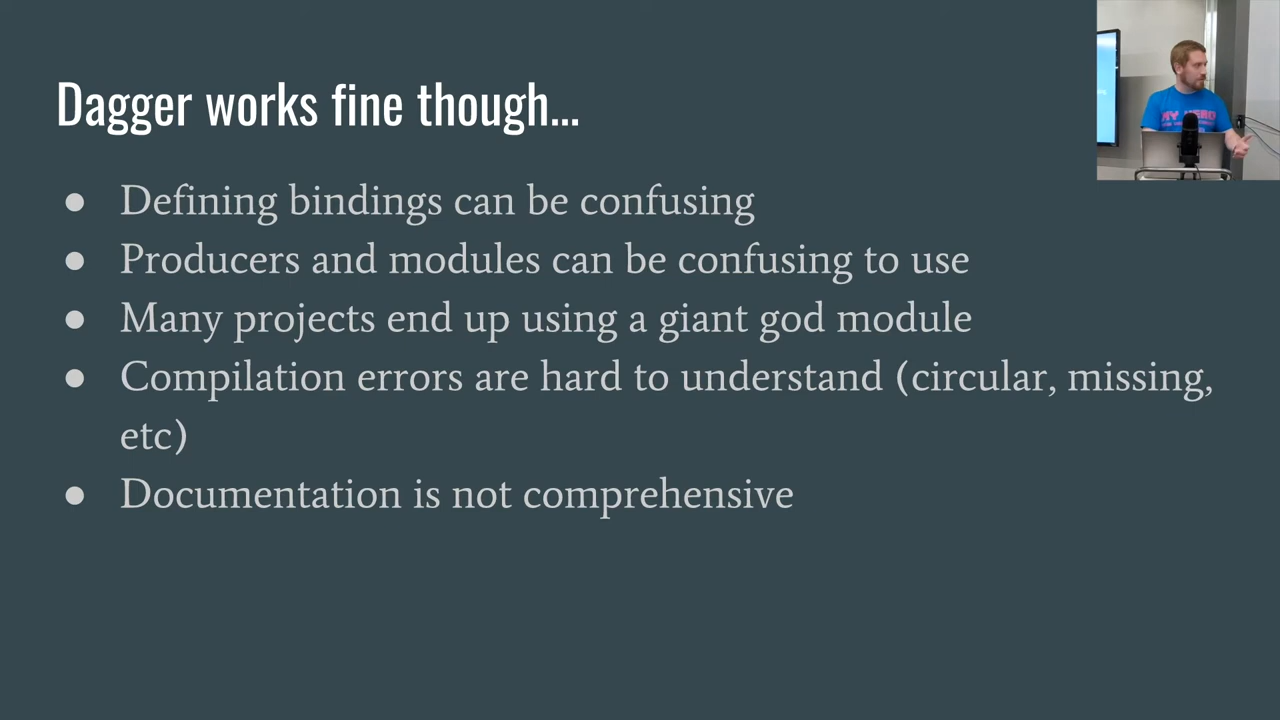 Dagger works fine though...
● Defining bindings can be confusing
● Producers and modules can be confusing to use
● Many projects end up using a giant god module
● Compilation errors are hard to understand (circular, missing,
etc)
● Documentation is not comprehensive
MY HERO